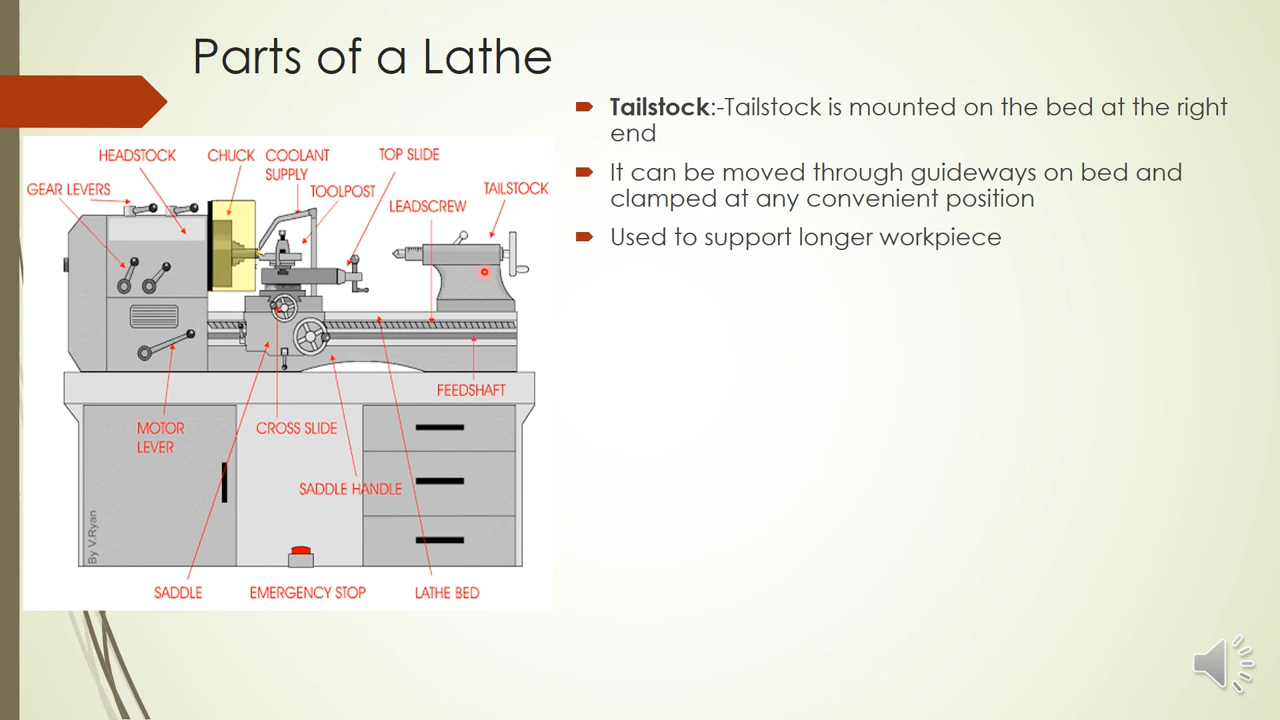 Parts of a Lathe
Tailstock:-Tailstock is mounted on the bed at the right
end
It can be moved through guideways on bed and
clamped at any convenient position
Used to support longer workpiece
HEADSTOCK
CHUCK
COOLANT
SUPPLY
TOP SLIDE
GEAR LEVERS
TOOLPOST
TAILSTOCK
LEADSCREW
FEEDSHAFT
MOTOR
LEVER
CROSS SLIDE
SADDLE HANDLE
By V.Ryan
SADDLE
EMERGENCY STOP
LATHE BED